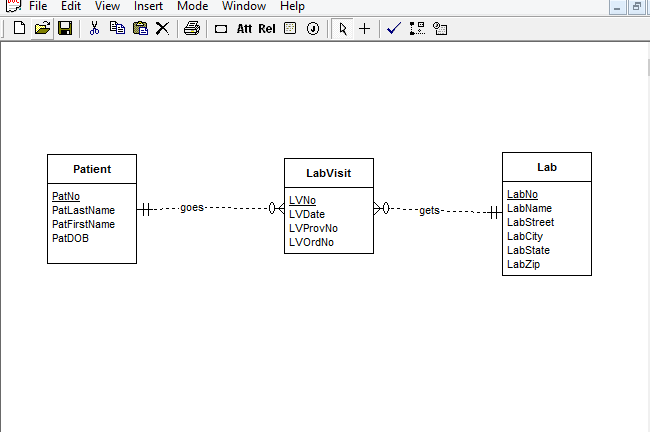 File Edit View Insert Mode Window Help
Att Rel J
Patient
PatNo
PatLastName
PatFirstName
PatDOB
goes
LabVisit
LVNo
LVDate
LVProvNo
LVOrdNo
gets
Lab
LabNo
LabName
LabStreet
LabCity
LabState
LabZip